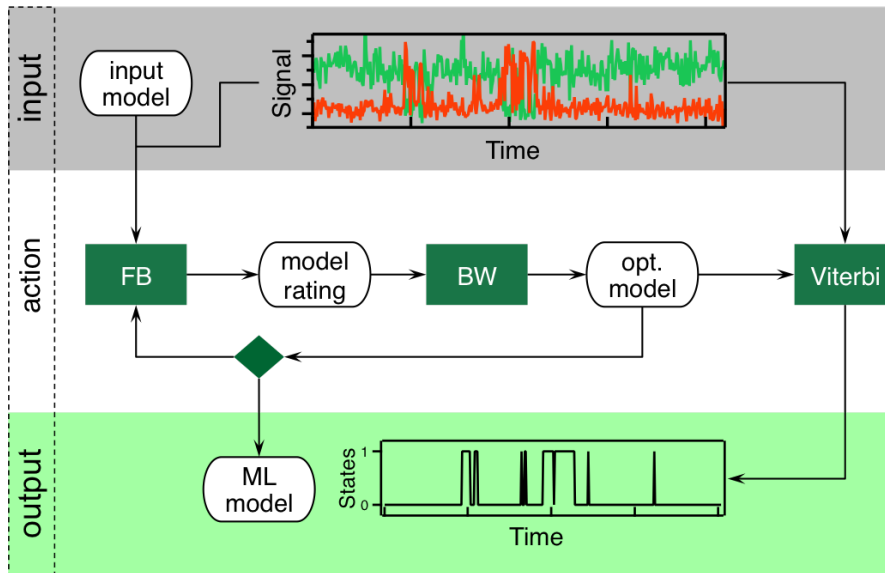 input
input
model
Signal
Time
action
FB
model
rating
BW
opt.
model
Viterbi
output
ML
model
States
1
0
Time